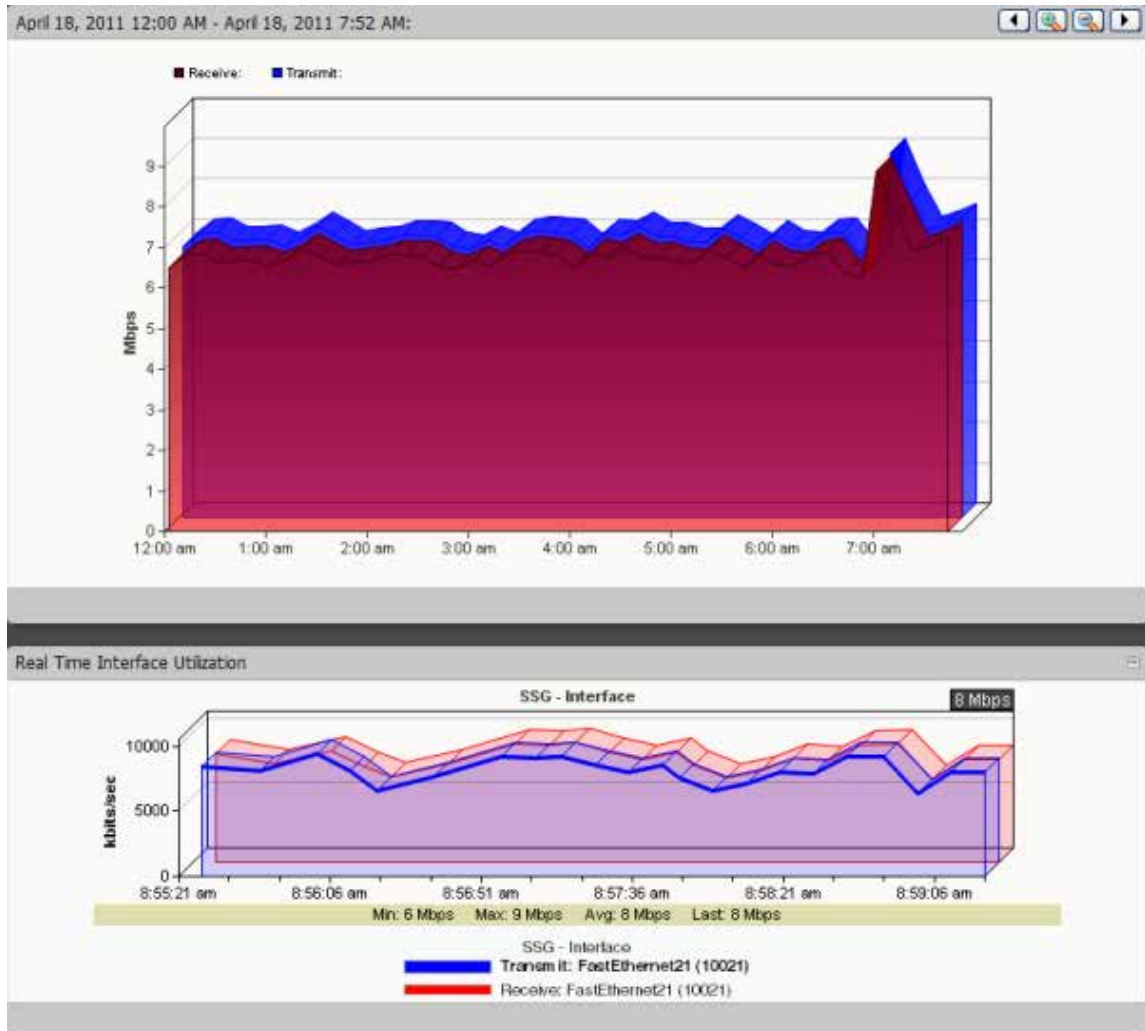 April 18, 2011 12:00 AM - April 18, 2011 7:52 AM:
Receive: Transmit:
Mbps
9
8
7
6
5
4
3
2
1
0
12:00 am 1:00 am 2:00 am 3:00 am 4:00 am 5:00 am 6:00 am 7:00 am
Real Time Interface Utilization
SSG - Interface
8 Mbps
kbits/sec
10000
5000
0
8:55:21 am 8:56:06 am 8:56:51 am 8:57:36 am 8:58:21 am 8:59:06 am
Min: 6 Mbps Max: 9 Mbps Avg: 8 Mbps Last: 8 Mbps
SSG - Interface
Transmit: FastEthernet21 (10021)
Receive: FastEthernet21 (10021)